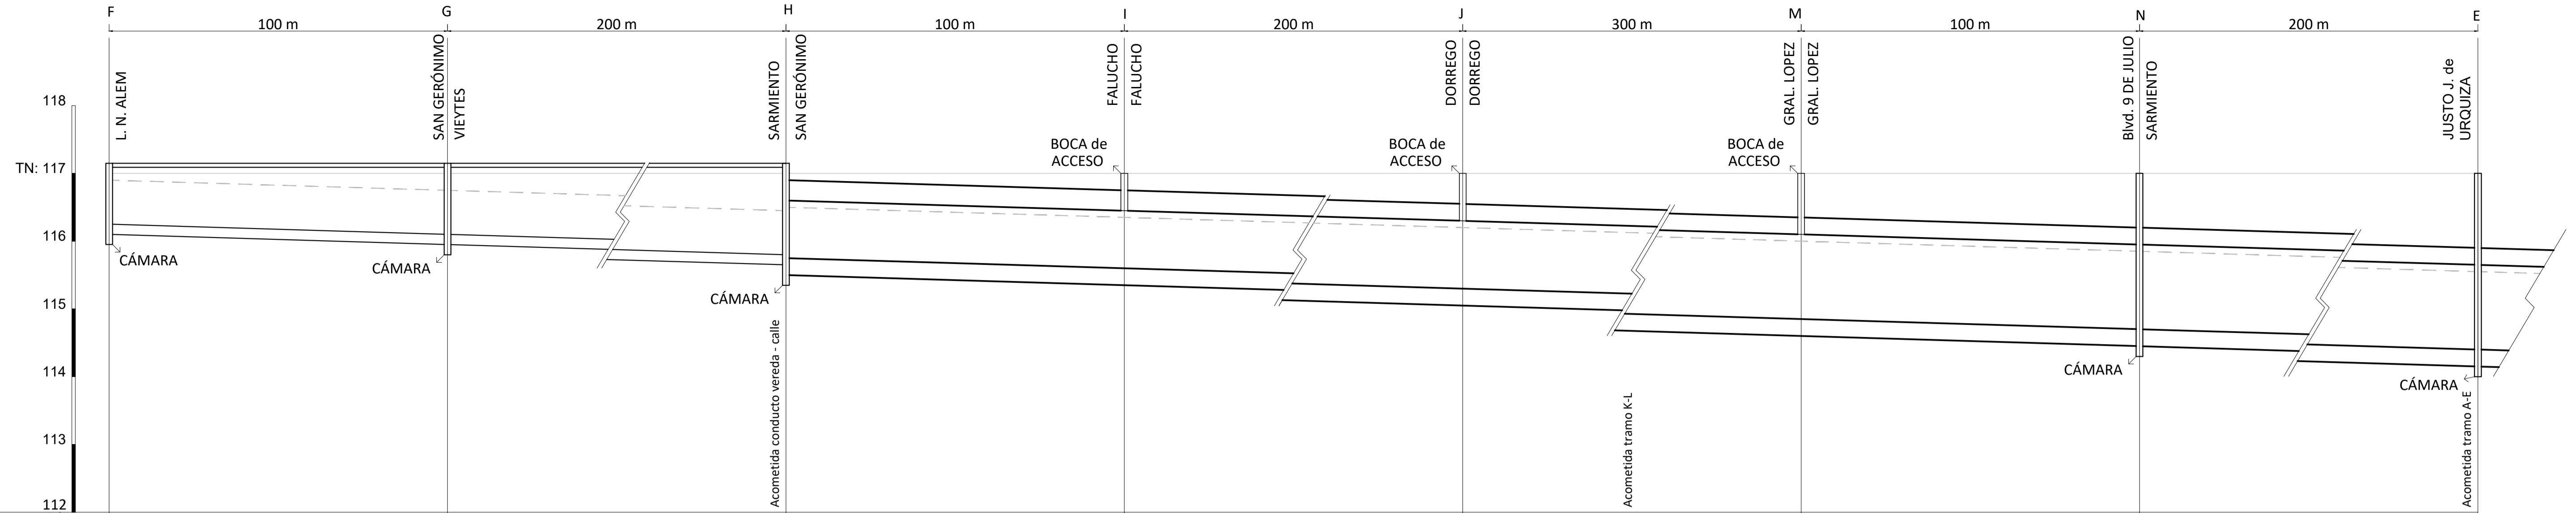 F
G
H
I
J
M
N
E
100 m
200 m
100 m
200 m
300 m
100 m
200 m
L. N. ALEM
SAN GERÓNIMO
VIEYTES
SARMIENTO
SAN GERÓNIMO
FALUCHO
FALUCHO
DORREGO
DORREGO
GRAL. LOPEZ
GRAL. LOPEZ
Blvd. 9 DE JULIO
SARMIENTO
JUSTO J. de
URQUIZA
118
TN: 117
116
115
114
113
112
BOCA de
ACCESO
BOCA de
ACCESO
BOCA de
ACCESO
CÁMARA
CÁMARA
CÁMARA
CÁMARA
CÁMARA
Acometida conducto vereda - calle
Acometida tramo K-L
Acometida tramo A-E